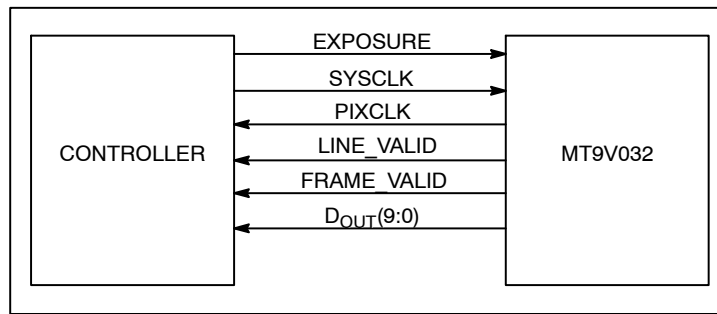 EXPOSURE
SYSCLK
PIXCLK
CONTROLLER
LINE_VALID
MT9V032
FRAME_VALID
DOUT(9:0)